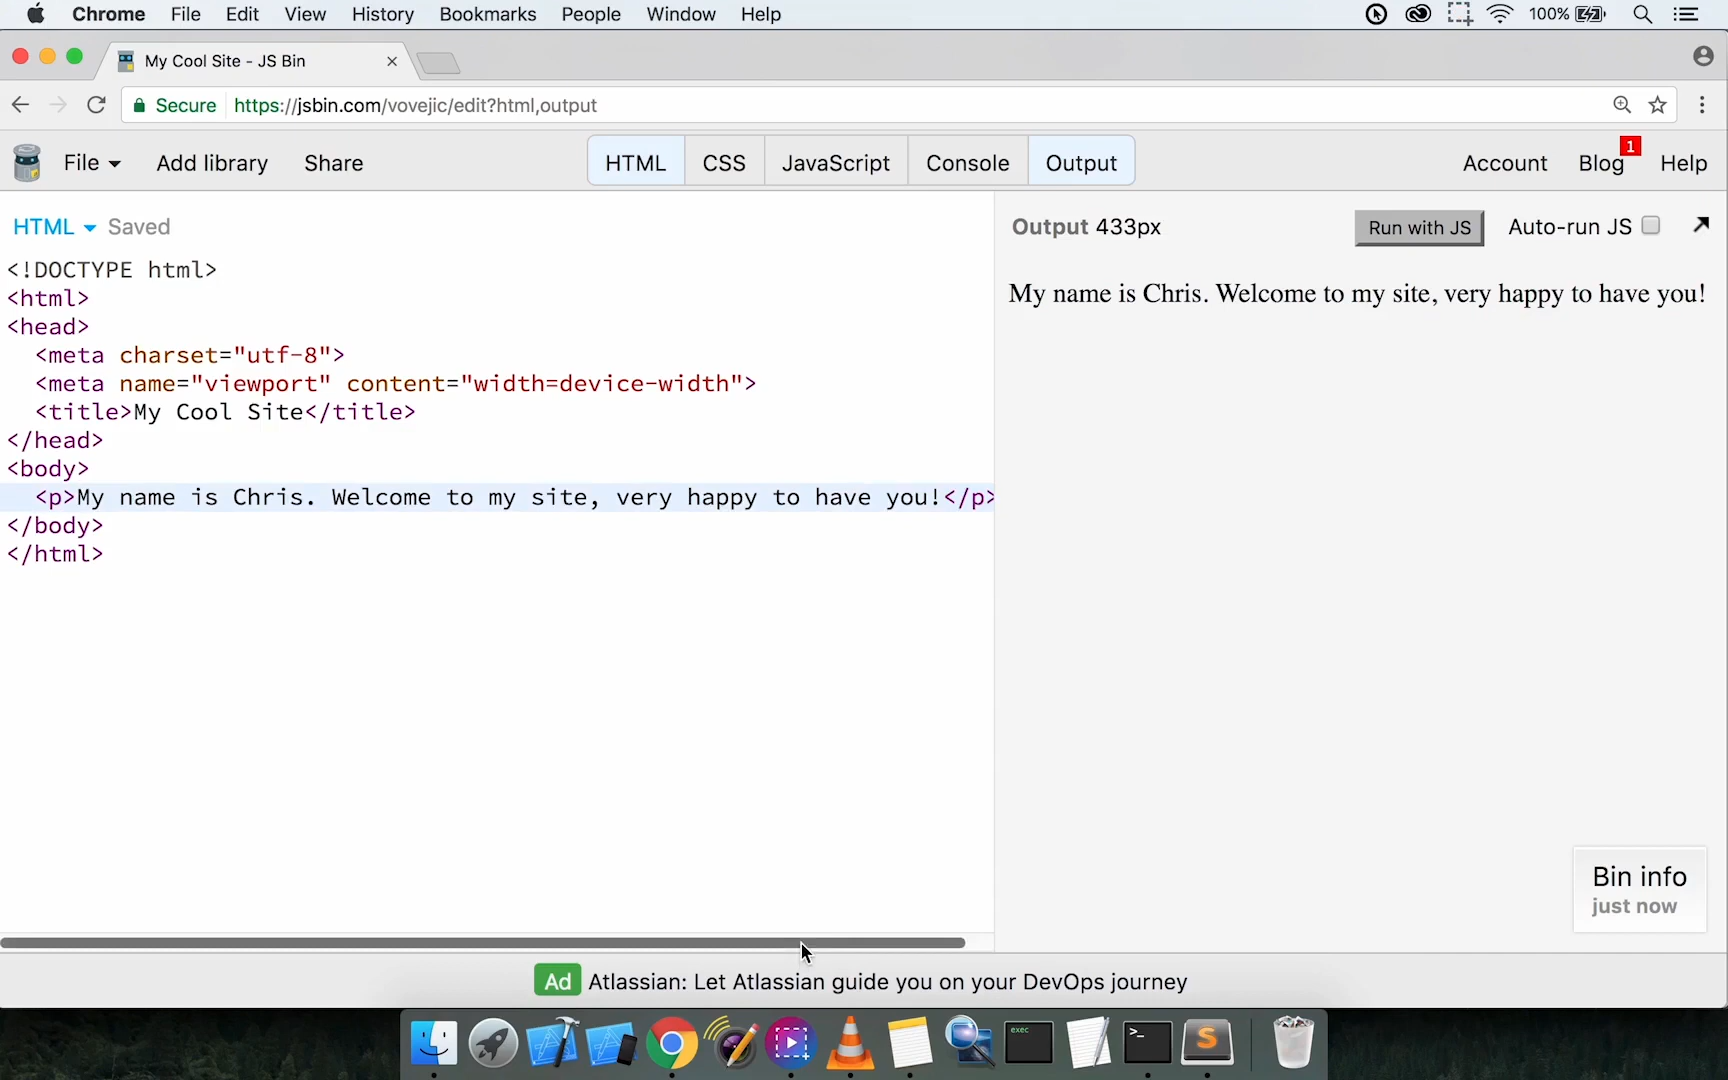 Chrome File Edit View History Bookmarks People Window Help 100%
My Cool Site - JS Bin
Secure https://jsbin.com/vovejic/edit?html,output
File Add library Share HTML CSS JavaScript Console Output Account Blog 1 Help
HTML Saved
Output 433px Run with JS Auto-run JS
<!DOCTYPE html>
<html>
<head>
<meta charset="utf-8">
<meta name="viewport" content="width=device-width">
<title>My Cool Site</title>
</head>
<body>
<p>My name is Chris. Welcome to my site, very happy to have you!</p>
</body>
</html>
My name is Chris. Welcome to my site, very happy to have you!
Bin info
just now
Ad Atlassian: Let Atlassian guide you on your DevOps journey
exec